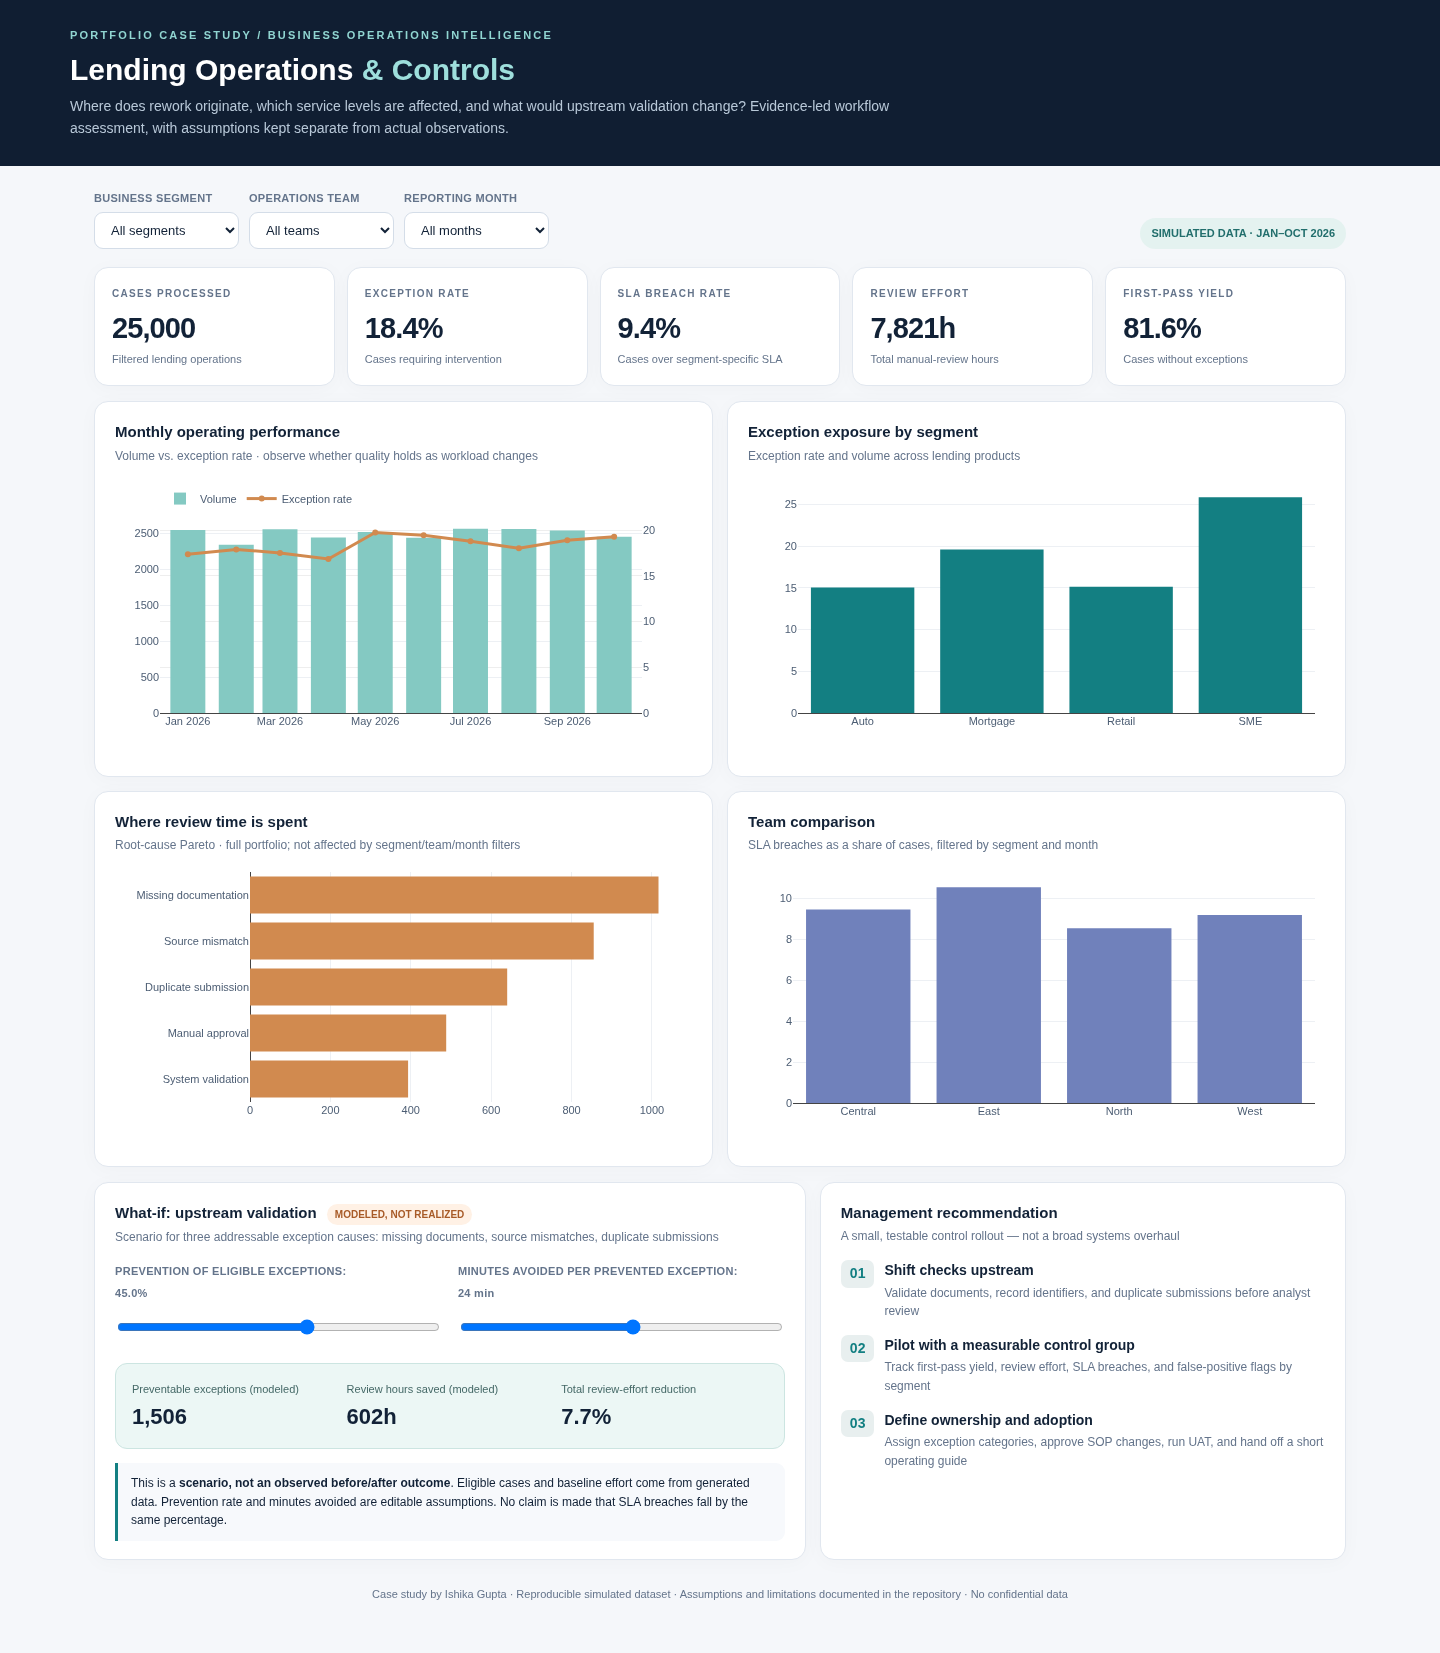 PORTFOLIO CASE STUDY / BUSINESS OPERATIONS INTELLIGENCE
Lending Operations & Controls
Where does rework originate, which service levels are affected, and what would upstream validation change? Evidence-led workflow
assessment, with assumptions kept separate from actual observations.
BUSINESS SEGMENT OPERATIONS TEAM REPORTING MONTH
All segments All teams All months
SIMULATED DATA · JAN–OCT 2026
CASES PROCESSED
25,000
Filtered lending operations
EXCEPTION RATE
18.4%
Cases requiring intervention
SLA BREACH RATE
9.4%
Cases over segment-specific SLA
REVIEW EFFORT
7,821h
Total manual-review hours
FIRST-PASS YIELD
81.6%
Cases without exceptions
Monthly operating performance
Volume vs. exception rate · observe whether quality holds as workload changes
Volume Exception rate
2500
2000
1500
1000
500
0
20
15
10
5
0
Jan 2026 Mar 2026 May 2026 Jul 2026 Sep 2026
Exception exposure by segment
Exception rate and volume across lending products
25
20
15
10
5
0
Auto Mortgage Retail SME
Where review time is spent
Root-cause Pareto · full portfolio; not affected by segment/team/month filters
Missing documentation
Source mismatch
Duplicate submission
Manual approval
System validation
0 200 400 600 800 1000
Team comparison
SLA breaches as a share of cases, filtered by segment and month
10
8
6
4
2
0
Central East North West
What-if: upstream validation MODELED, NOT REALIZED
Scenario for three addressable exception causes: missing documents, source mismatches, duplicate submissions
PREVENTION OF ELIGIBLE EXCEPTIONS:
45.0%
MINUTES AVOIDED PER PREVENTED EXCEPTION:
24 min
Preventable exceptions (modeled)
1,506
Review hours saved (modeled)
602h
Total review-effort reduction
7.7%
This is a scenario, not an observed before/after outcome. Eligible cases and baseline effort come from generated
data. Prevention rate and minutes avoided are editable assumptions. No claim is made that SLA breaches fall by the
same percentage.
Management recommendation
A small, testable control rollout — not a broad systems overhaul
01 Shift checks upstream
Validate documents, record identifiers, and duplicate submissions before analyst
review
02 Pilot with a measurable control group
Track first-pass yield, review effort, SLA breaches, and false-positive flags by
segment
03 Define ownership and adoption
Assign exception categories, approve SOP changes, run UAT, and hand off a short
operating guide
Case study by Ishika Gupta · Reproducible simulated dataset · Assumptions and limitations documented in the repository · No confidential data